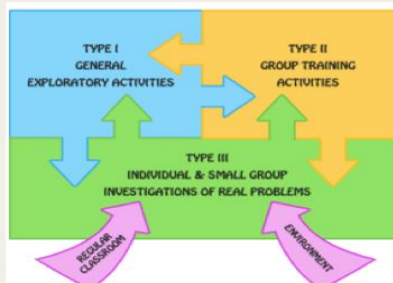 TYPE I
GENERAL
EXPLORATORY ACTIVITIES
TYPE II
GROUP TRAINING
ACTIVITIES
TYPE III
INDIVIDUAL & SMALL GROUP
INVESTIGATIONS OF REAL PROBLEMS
REGULAR
CLASSROOM
ENVIRONMENT